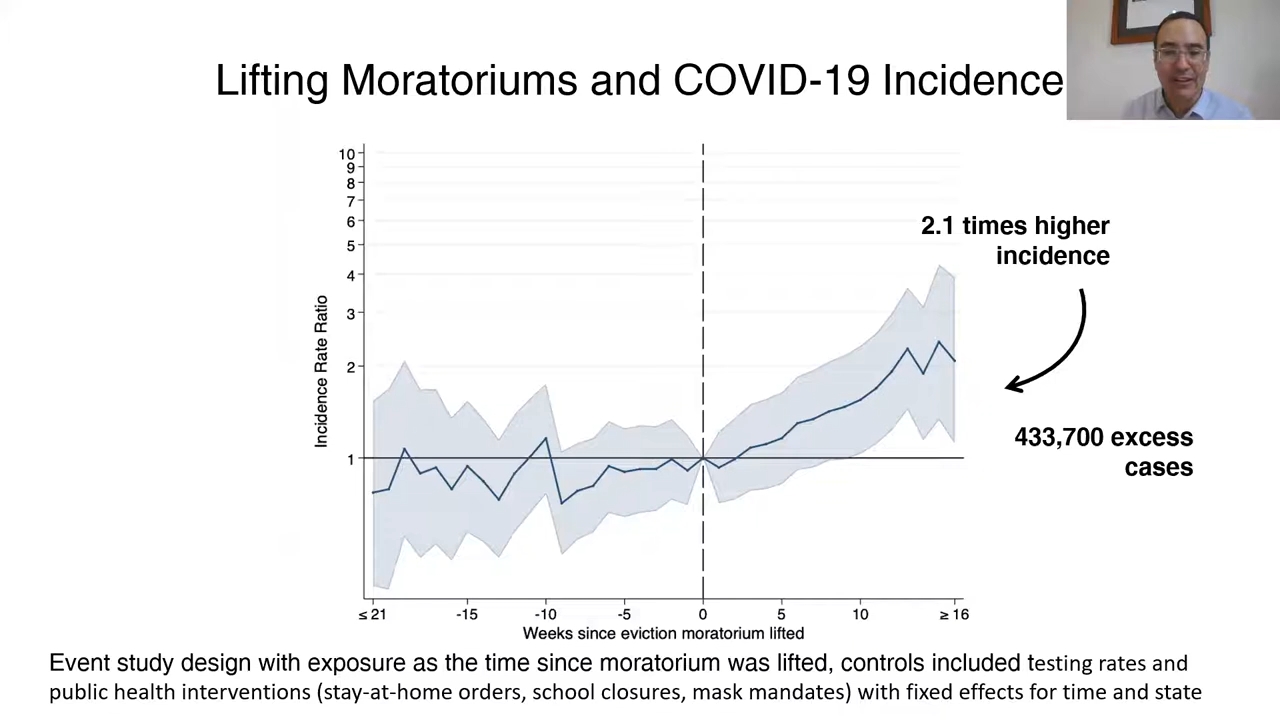 Lifting Moratoriums and COVID-19 Incidence
10
9
8
7
6
5
4
3
2
1
Incidence Rate Ratio
≤ 21
-15
-10
-5
0
5
10
≥ 16
Weeks since eviction moratorium lifted
2.1 times higher
incidence
433,700 excess
cases
Event study design with exposure as the time since moratorium was lifted, controls included testing rates and
public health interventions (stay-at-home orders, school closures, mask mandates) with fixed effects for time and state